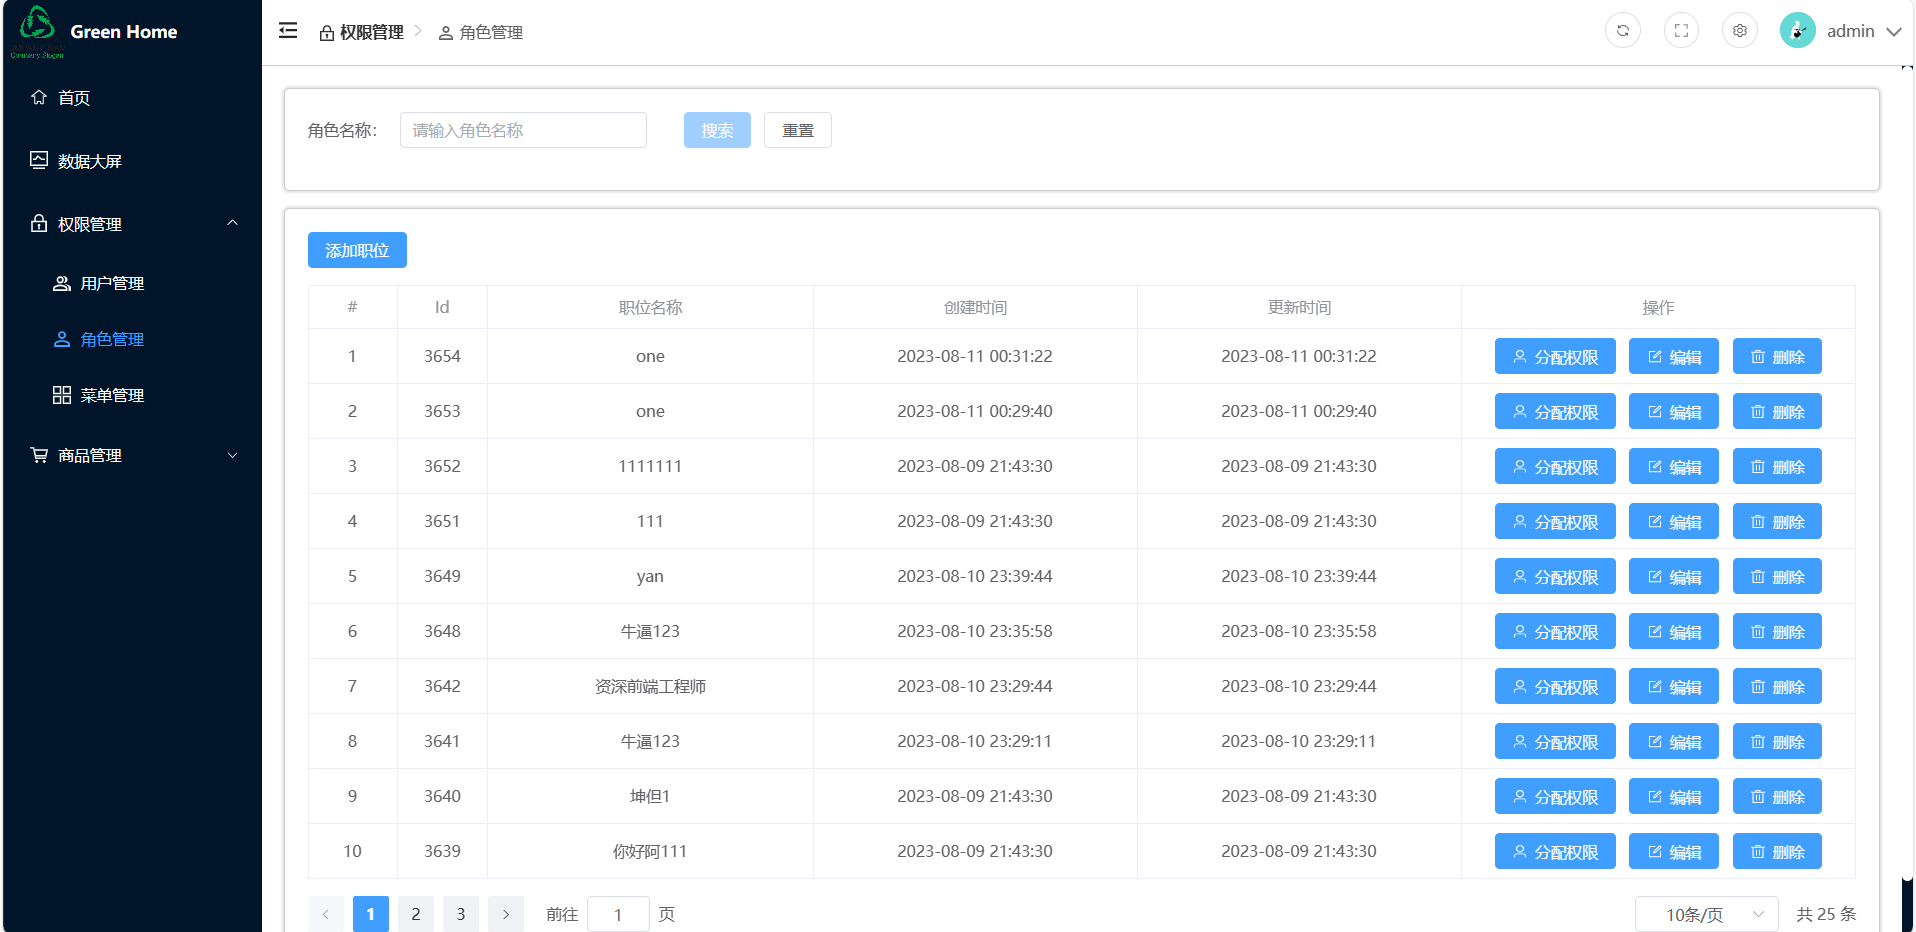 Green Home
Company Slogan
首页
数据大屏
权限管理
用户管理
角色管理
菜单管理
商品管理
权限管理 角色管理
admin
角色名称: 请输入角色名称 搜索 重置
添加职位
# Id 职位名称 创建时间 更新时间 操作
1 3654 one 2023-08-11 00:31:22 2023-08-11 00:31:22 分配权限 编辑 删除
2 3653 one 2023-08-11 00:29:40 2023-08-11 00:29:40 分配权限 编辑 删除
3 3652 1111111 2023-08-09 21:43:30 2023-08-09 21:43:30 分配权限 编辑 删除
4 3651 111 2023-08-09 21:43:30 2023-08-09 21:43:30 分配权限 编辑 删除
5 3649 yan 2023-08-10 23:39:44 2023-08-10 23:39:44 分配权限 编辑 删除
6 3648 牛逼123 2023-08-10 23:35:58 2023-08-10 23:35:58 分配权限 编辑 删除
7 3642 资深前端工程师 2023-08-10 23:29:44 2023-08-10 23:29:44 分配权限 编辑 删除
8 3641 牛逼123 2023-08-10 23:29:11 2023-08-10 23:29:11 分配权限 编辑 删除
9 3640 坤但1 2023-08-09 21:43:30 2023-08-09 21:43:30 分配权限 编辑 删除
10 3639 你好阿111 2023-08-09 21:43:30 2023-08-09 21:43:30 分配权限 编辑 删除
1 2 3 前往 1 页 10条/页 共 25 条